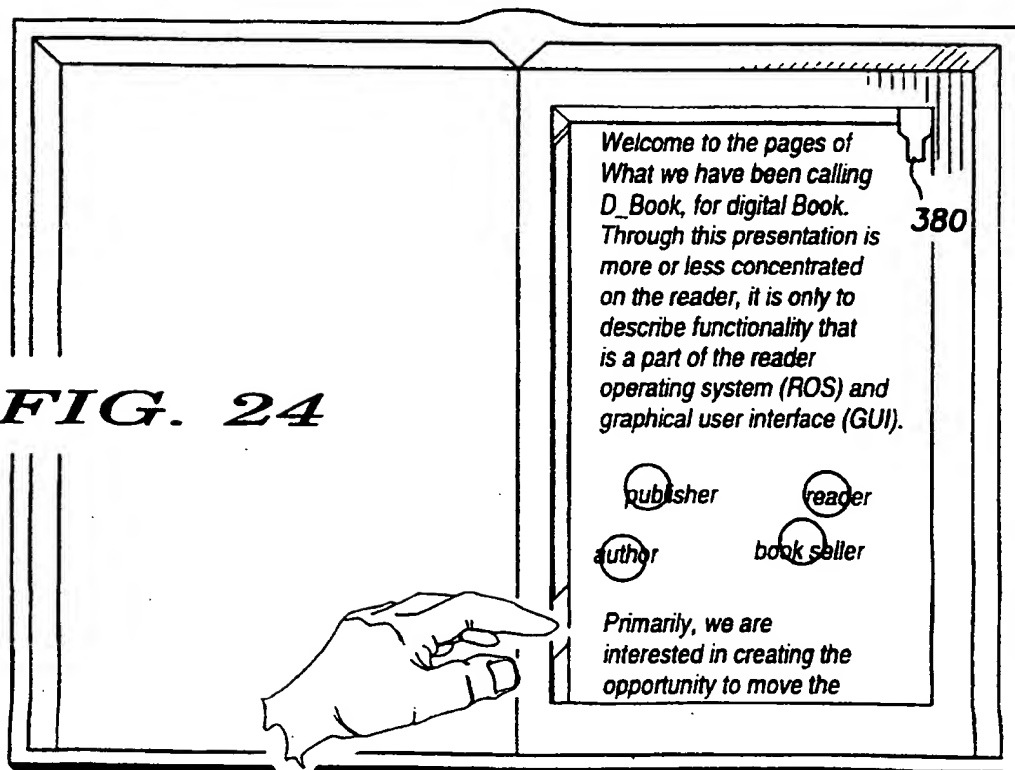 Welcome to the pages of
What we have been calling
D_Book, for digital Book.
Through this presentation is
more or less concentrated
on the reader, it is only to
describe functionality that
is a part of the reader
operating system (ROS) and
graphical user interface (GUI).
380
FIG. 24
publisher reader
author book seller
Primarily, we are
interested in creating the
opportunity to move the